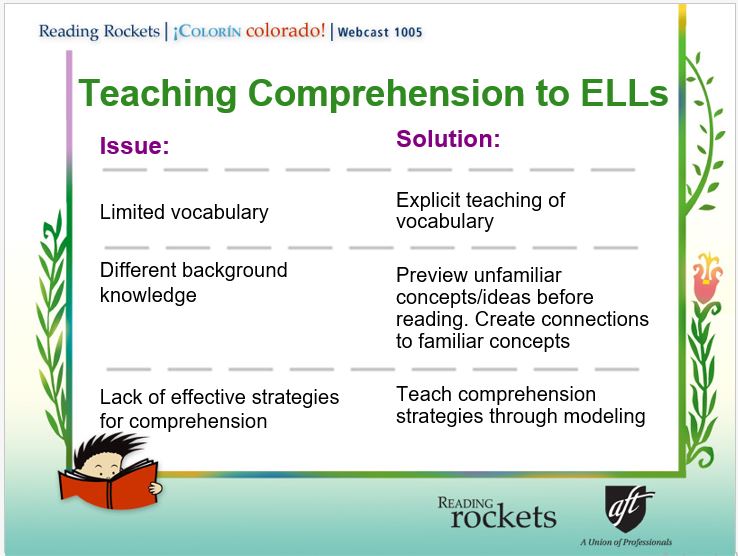 Reading Rockets | ¡COLORÍN colorado! | Webcast 1005
Teaching Comprehension to ELLs
Issue:
Solution:
Limited vocabulary
Explicit teaching of
vocabulary
Different background
knowledge
Preview unfamiliar
concepts/ideas before
reading. Create connections
to familiar concepts
Lack of effective strategies
for comprehension
Teach comprehension
strategies through modeling
READING
rockets
aft
A Union of Professionals